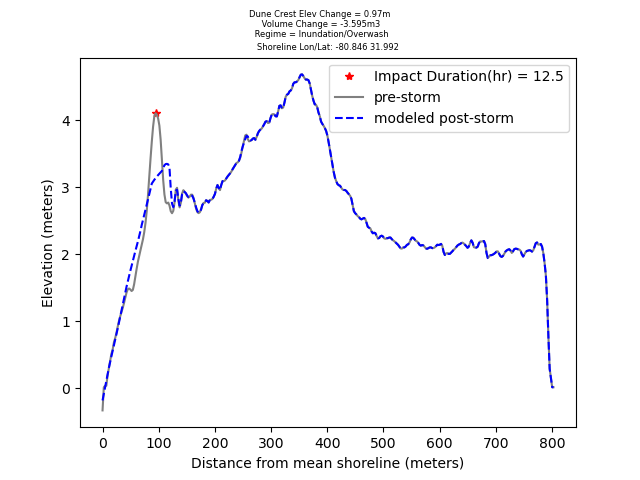 Dune Crest Elev Change = 0.97m
Volume Change = -3.595m3
Regime = Inundation/Overwash
Shoreline Lon/Lat: -80.846 31.992
Impact Duration(hr) = 12.5
pre-storm
modeled post-storm
Elevation (meters)
4
3
2
1
0
0 100 200 300 400 500 600 700 800
Distance from mean shoreline (meters)